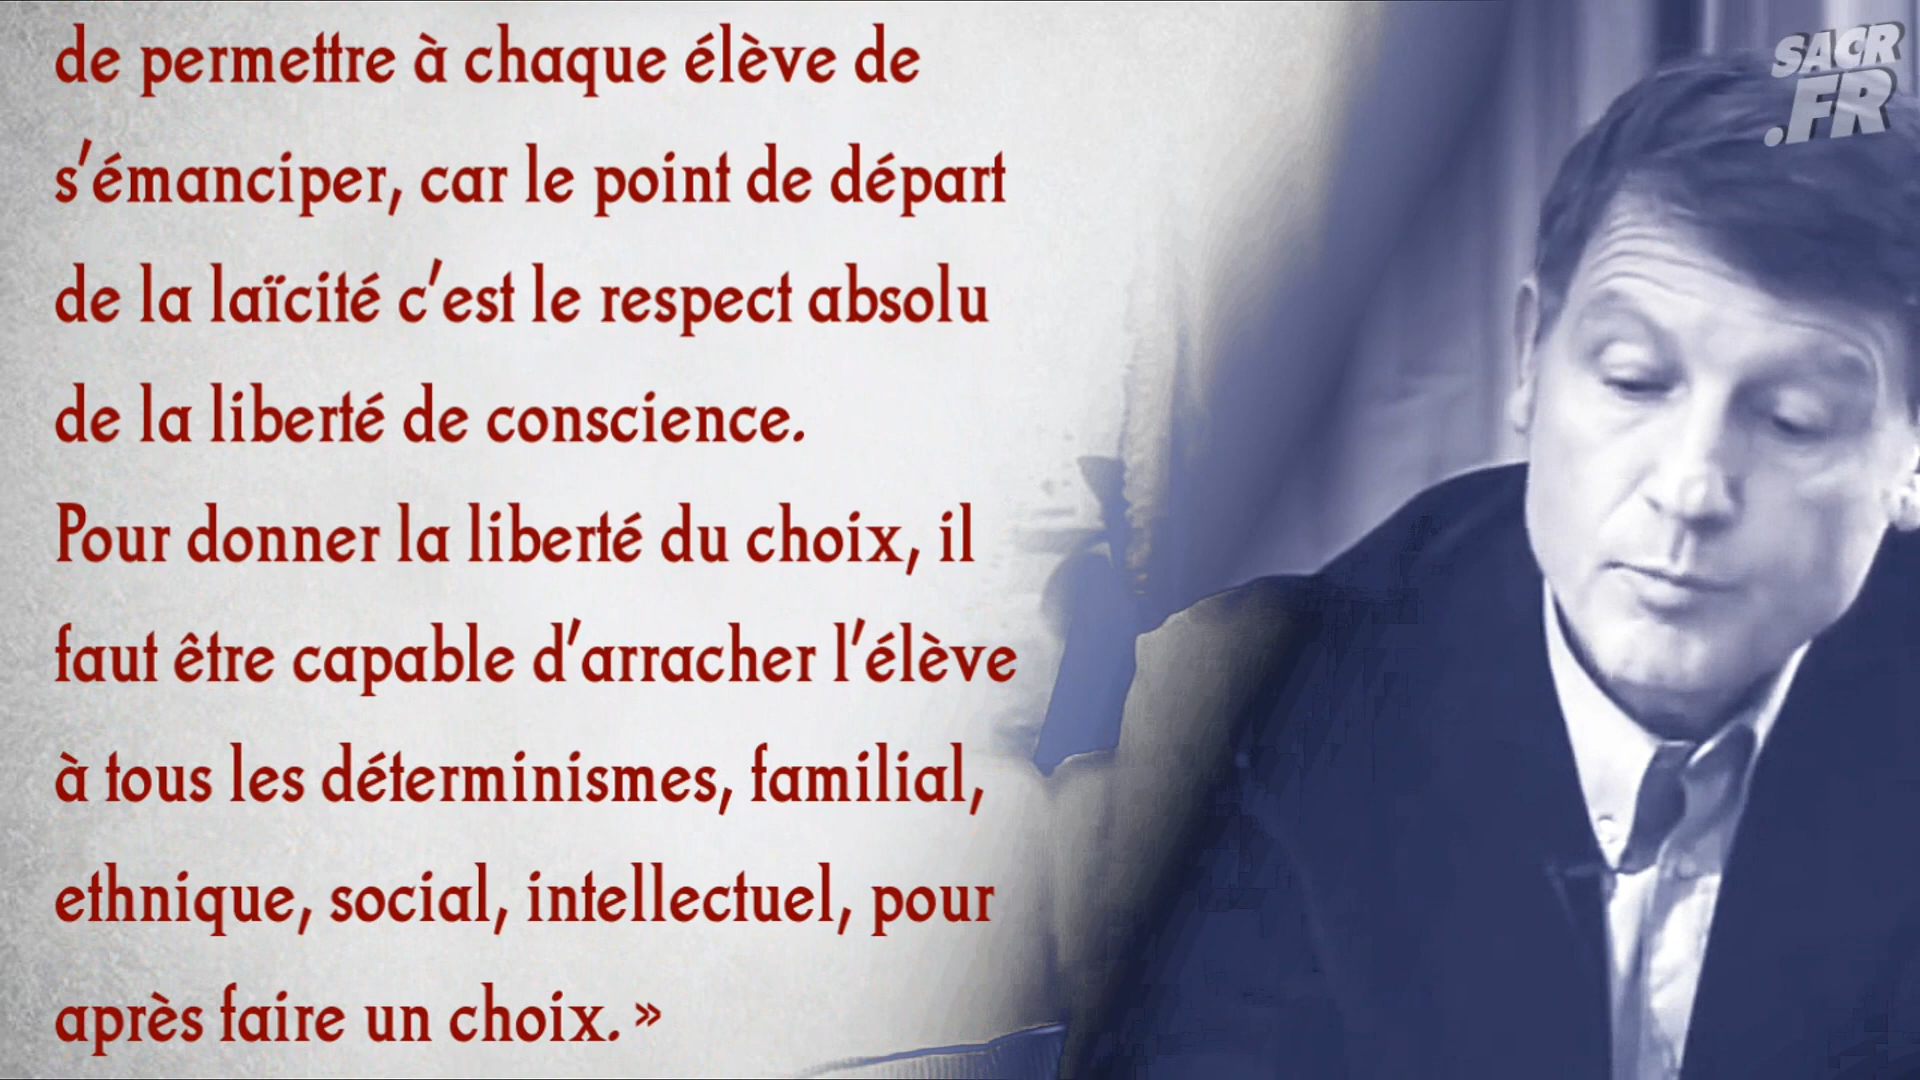 de permettre à chaque élève de
s'émanciper, car le point de départ
de la laïcité c'est le respect absolu
de la liberté de conscience.
Pour donner la liberté du choix, il
faut être capable d'arracher l'élève
à tous les déterminismes, familial,
ethnique, social, intellectuel, pour
après faire un choix. »
SACR
.FR